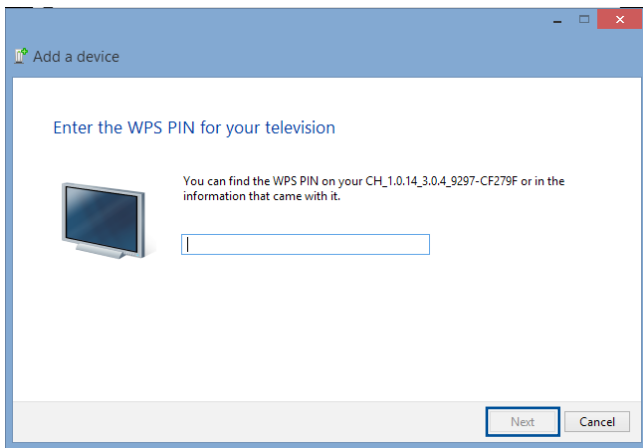 Add a device
Enter the WPS PIN for your television
You can find the WPS PIN on your CH_1.0.14_3.0.4_9297-CF279F or in the
information that came with it.
Next
Cancel